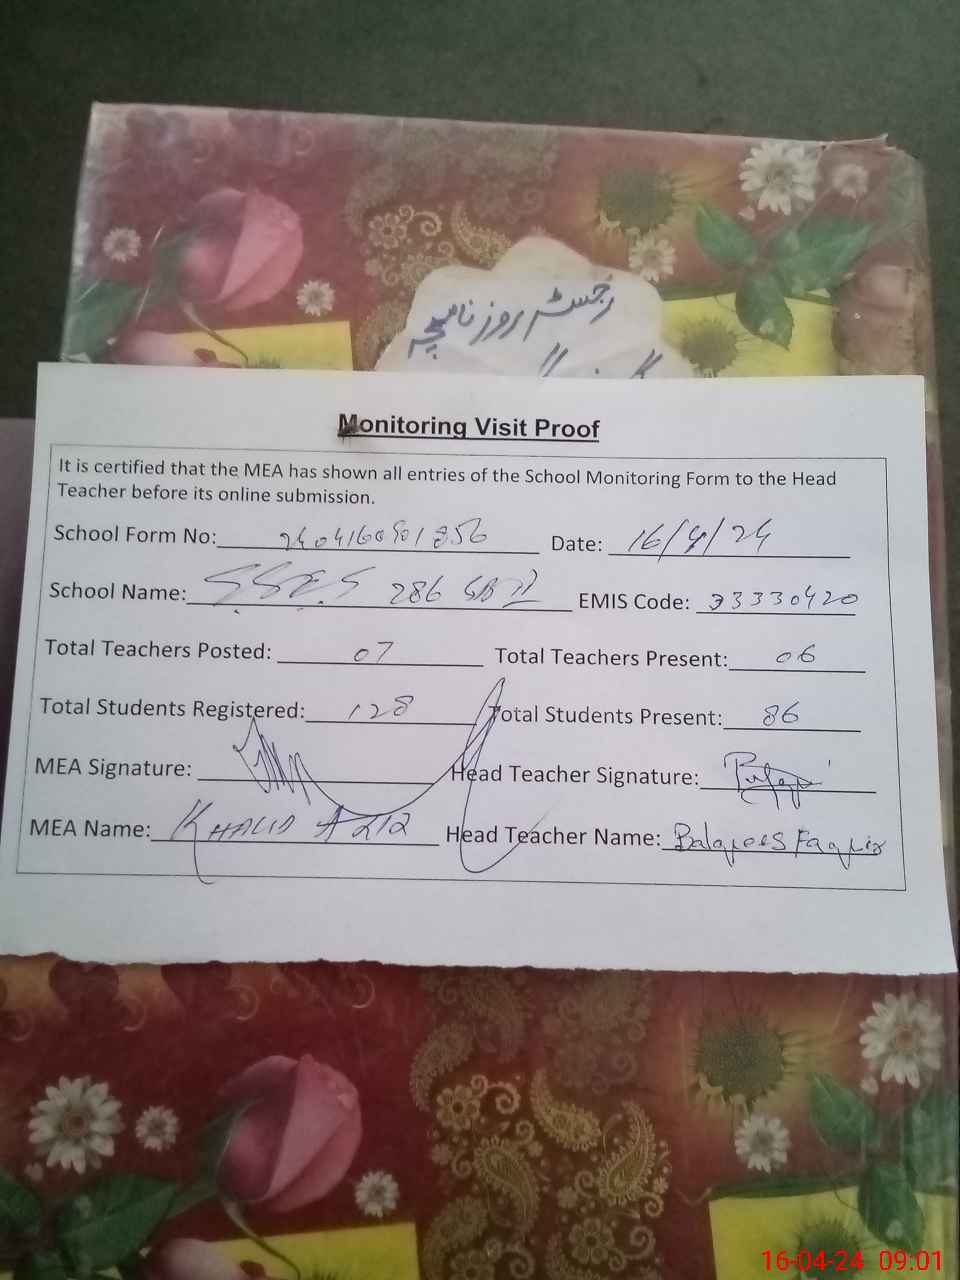 رجسٹر روز نامچہ
Monitoring Visit Proof
It is certified that the MEA has shown all entries of the School Monitoring Form to the Head
Teacher before its online submission.
School Form No: Date: 16/4/24
School Name: 286 EMIS Code: 33330420
Total Teachers Posted: 07 Total Teachers Present: 06
Total Students Registered: 128 Total Students Present: 86
MEA Signature: Head Teacher Signature:
MEA Name: KHALID AZIZ Head Teacher Name:
16-04-24 09:01